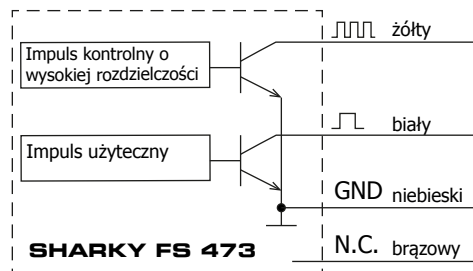 Impuls kontrolny o
wysokiej rozdzielczości
żółty
Impuls użyteczny
biały
GND niebieski
SHARKY FS 473
N.C. brązowy